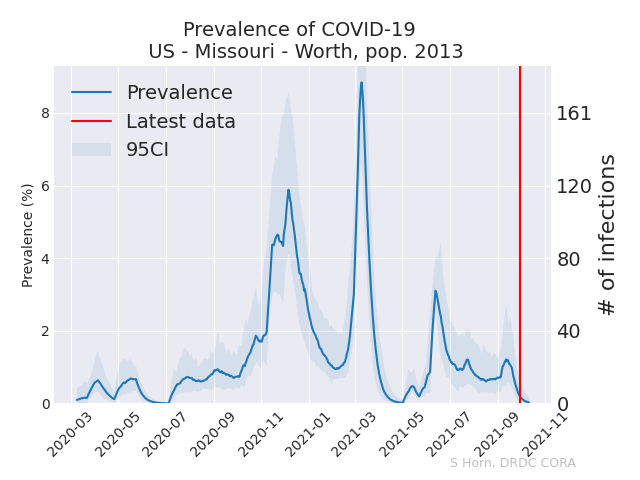 Prevalence of COVID-19
US - Missouri - Worth, pop. 2013
Prevalence
Latest data
95CI
Prevalence (%)
8
6
4
2
0
161
120
80
40
0
# of infections
2020-03
2020-05
2020-07
2020-09
2020-11
2021-01
2021-03
2021-05
2021-07
2021-09
2021-11
S Horn, DRDC CORA